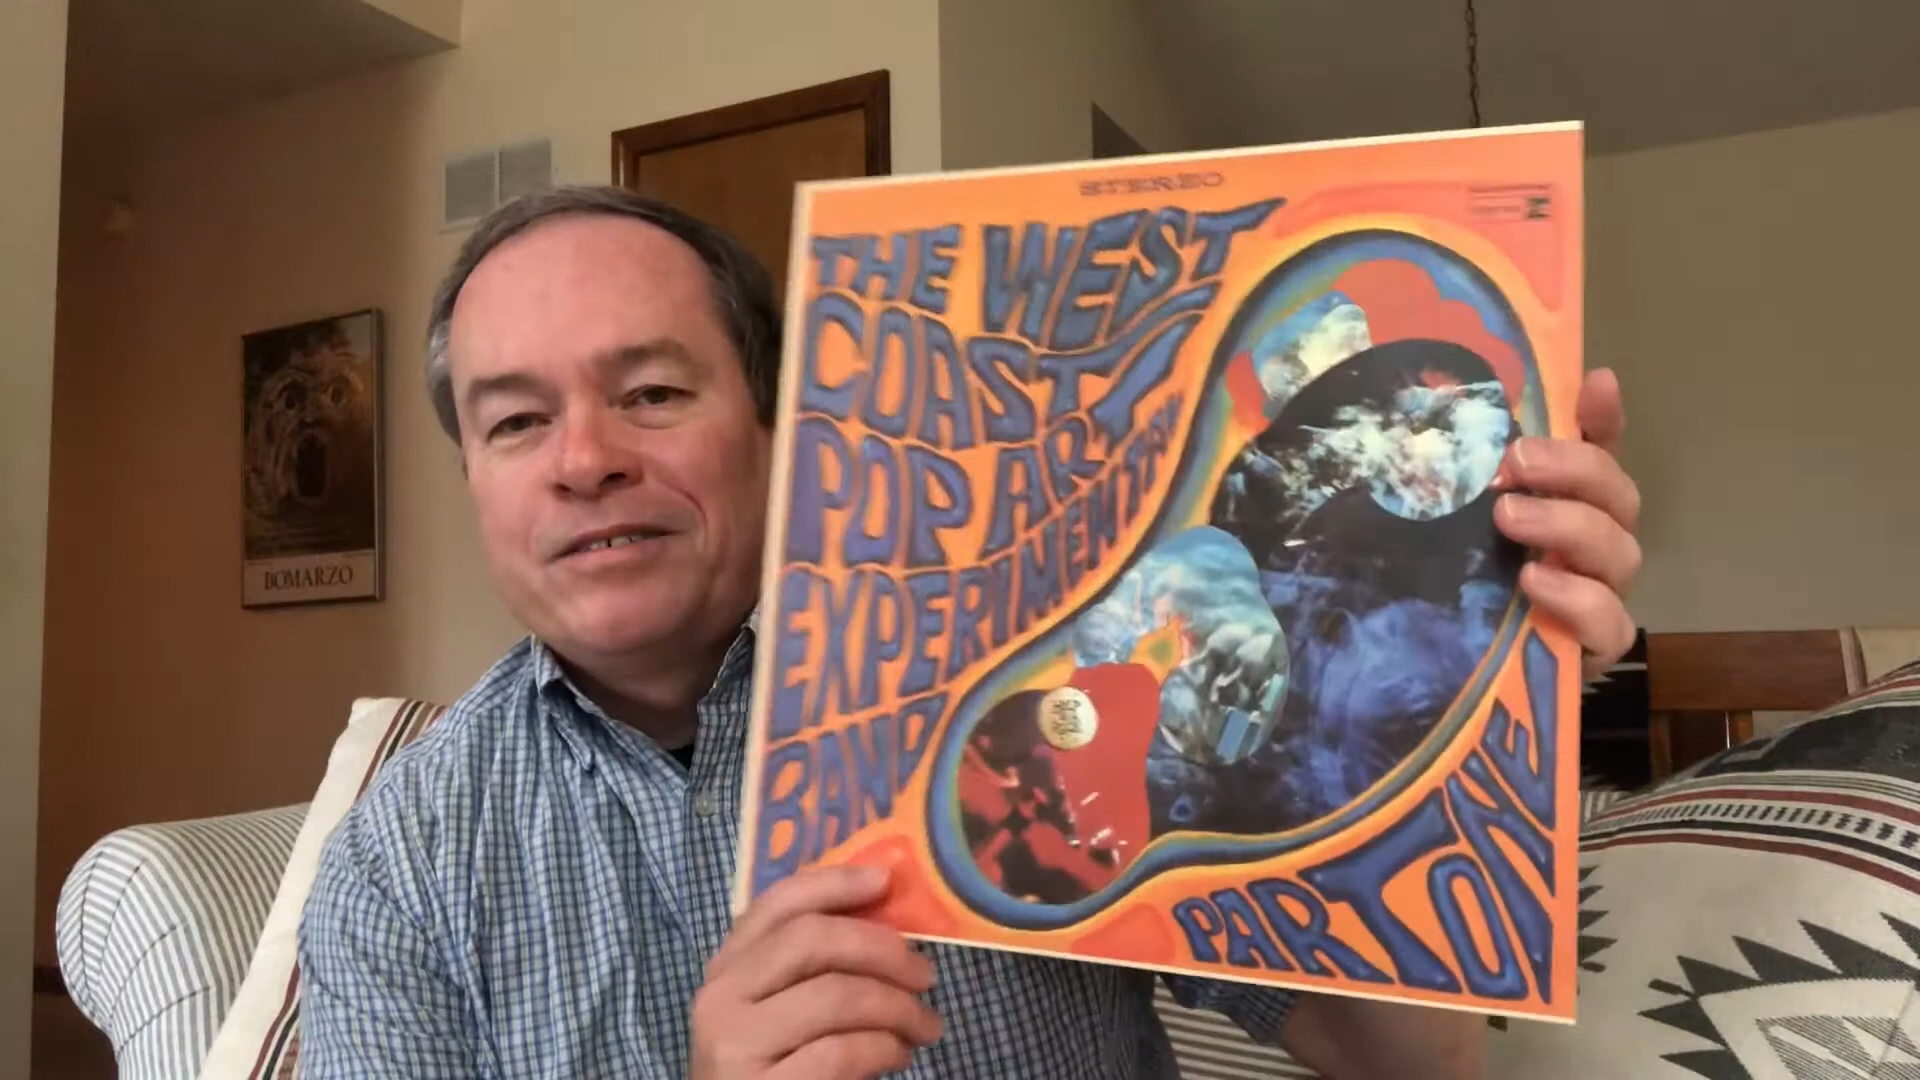 STEREO
THE WEST
COAST
POP ART
EXPERIMENTAL
BAND
PART ONE
BOMARZO